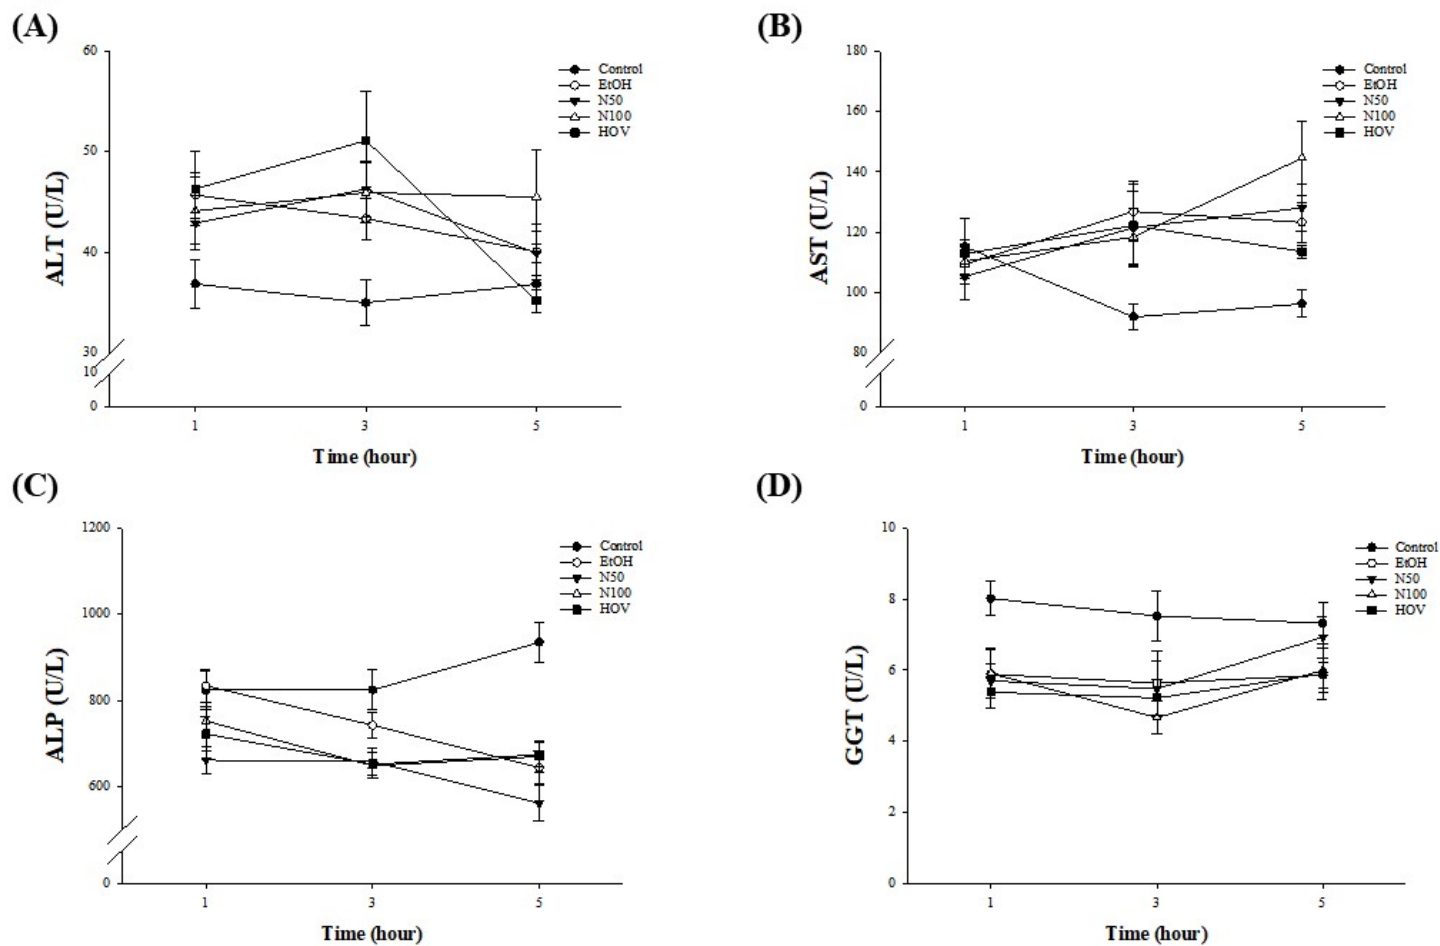 (A)
60
50
40
30
10
0
ALT (U/L)
1
3
5
Time (hour)
Control
EtOH
N50
N100
HOV
(B)
180
160
140
120
100
80
0
AST (U/L)
1
3
5
Time (hour)
Control
EtOH
N50
N100
HOV
(C)
1200
1000
800
600
0
ALP (U/L)
1
3
5
Time (hour)
Control
EtOH
N50
N100
HOV
(D)
10
8
6
4
2
0
GGT (U/L)
1
3
5
Time (hour)
Control
EtOH
N50
N100
HOV